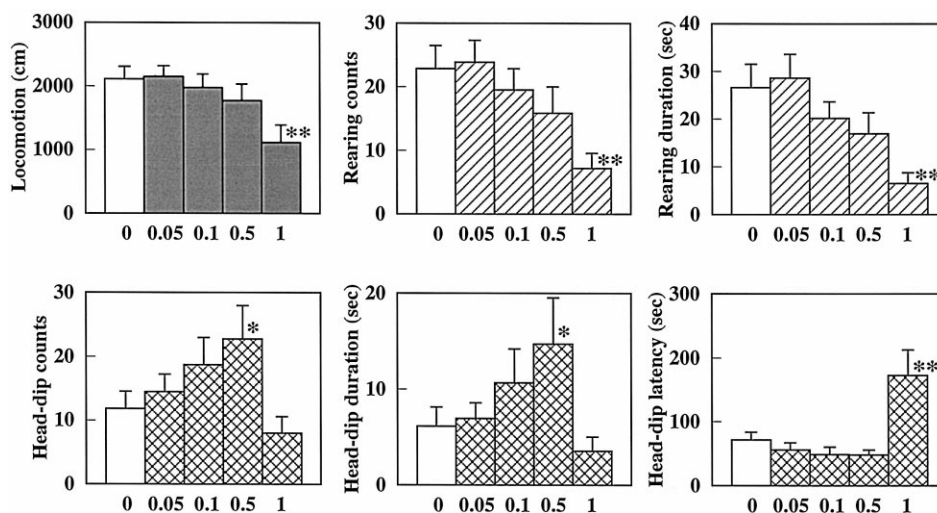 Locomotion (cm)
3000
2000
1000
0
0 0.05 0.1 0.5 1
**
Rearing counts
30
20
10
0
0 0.05 0.1 0.5 1
**
Rearing duration (sec)
40
30
20
10
0
0 0.05 0.1 0.5 1
**
Head-dip counts
30
20
10
0
0 0.05 0.1 0.5 1
*
Head-dip duration (sec)
20
10
0
0 0.05 0.1 0.5 1
*
Head-dip latency (sec)
300
200
100
50
0
0 0.05 0.1 0.5 1
**